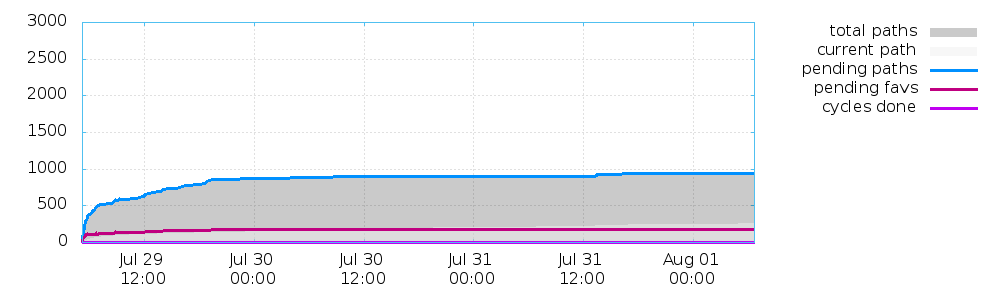 3000
2500
2000
1500
1000
500
0
Jul 29
12:00
Jul 30
00:00
Jul 30
12:00
Jul 31
00:00
Jul 31
12:00
Aug 01
00:00
total paths
current path
pending paths
pending favs
cycles done